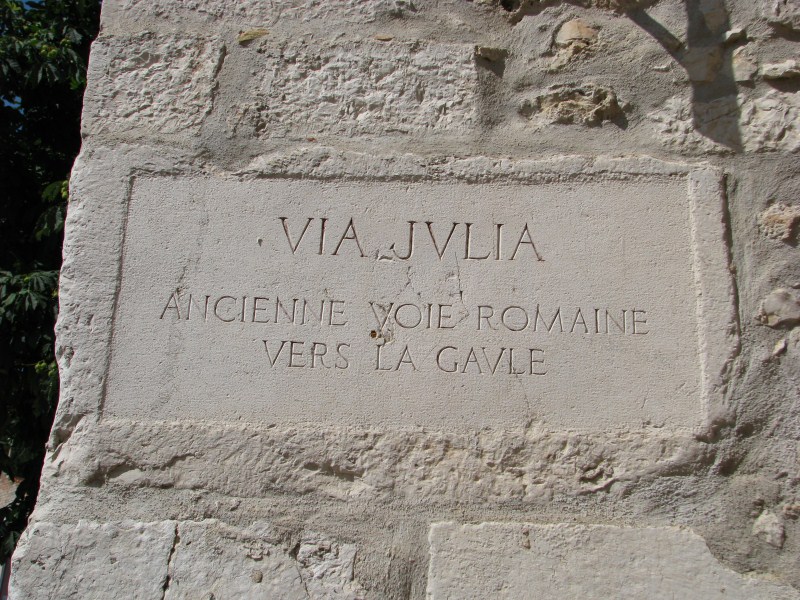 VIA JVLIA
ANCIENNE VOIE ROMAINE
VERS LA GAVLE